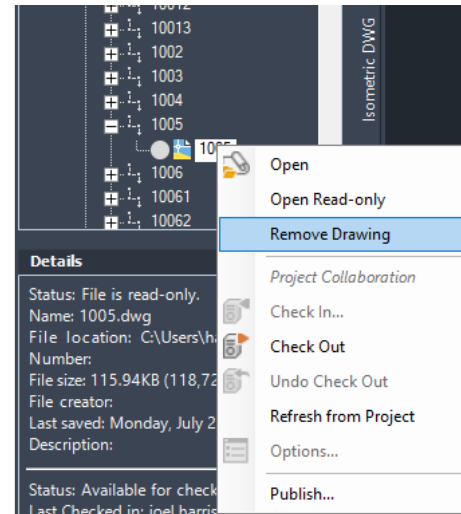 10012
10013
1002
1003
1004
1005
1006
10061
10062
Isometric DWG
Open
Open Read-only
Remove Drawing
Project Collaboration
Check In...
Check Out
Undo Check Out
Refresh from Project
Options...
Publish...
Details
Status: File is read-only.
Name: 1005.dwg
File location: C:\Users\h
Number:
File size: 115.94KB (118,72
File creator:
Last saved: Monday, July 2
Description:
Status: Available for check
Last Checked in: joel harris